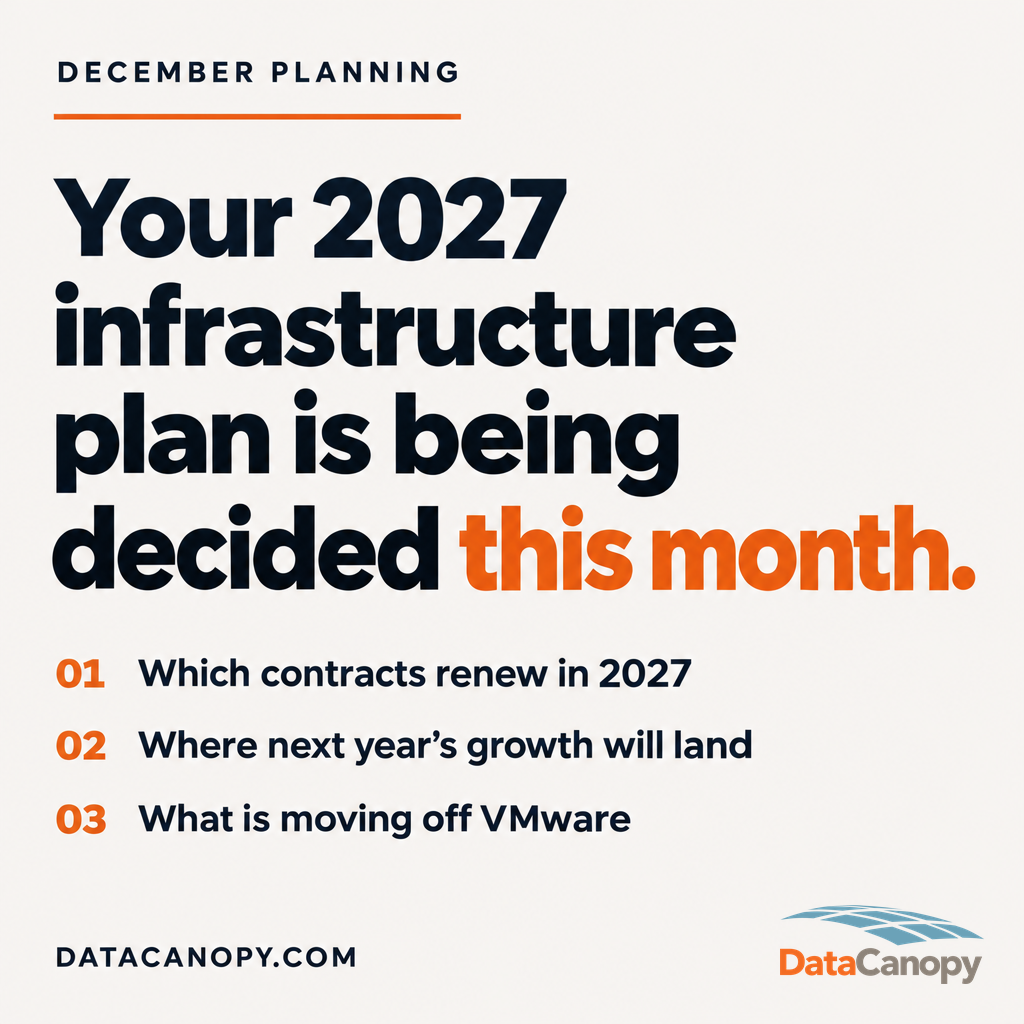 DECEMBER PLANNING
Your 2027
infrastructure
plan is being
decided this month.
01 Which contracts renew in 2027
02 Where next year’s growth will land
03 What is moving off VMware
DATACANOPY.COM
DataCanopy